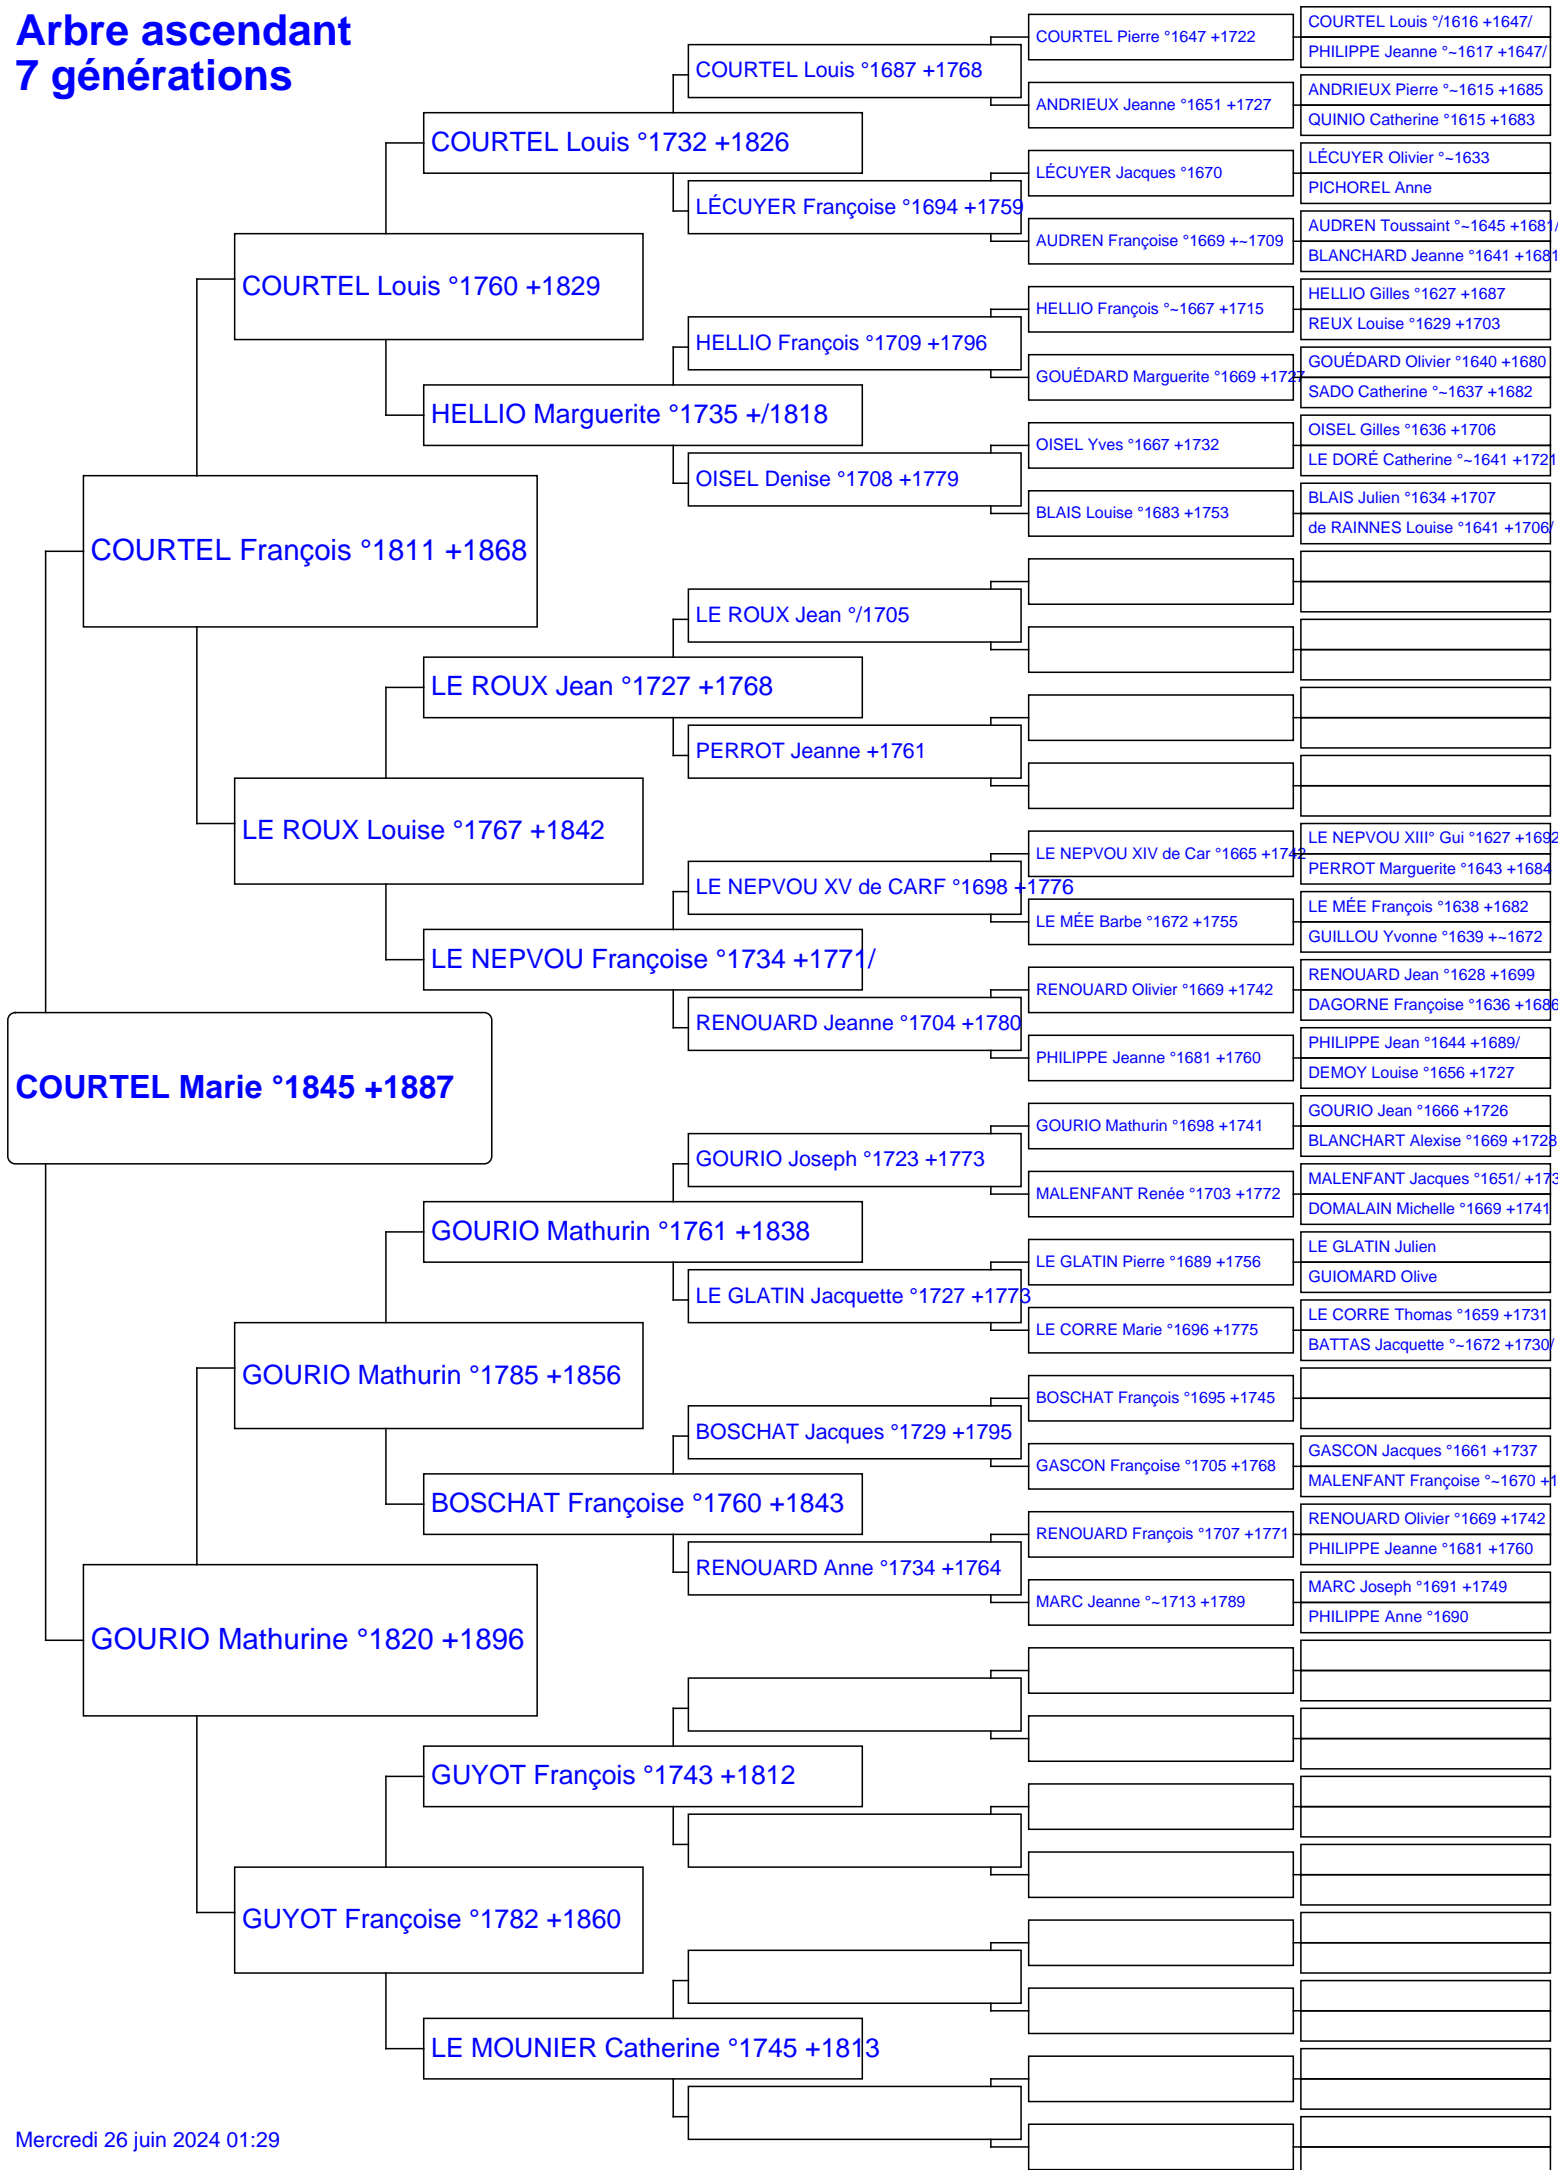 Arbre ascendant
7 générations
COURTEL Marie °1845 +1887
COURTEL François °1811 +1868
GOURIO Mathurine °1820 +1896
COURTEL Louis °1760 +1829
LE ROUX Louise °1767 +1842
GOURIO Mathurin °1785 +1856
GUYOT Françoise °1782 +1860
COURTEL Louis °1732 +1826
HELLIO Marguerite °1735 +/1818
LE ROUX Jean °1727 +1768
LE NEPVOU Françoise °1734 +1771/
GOURIO Mathurin °1761 +1838
BOSCHAT Françoise °1760 +1843
GUYOT François °1743 +1812
LE MOUNIER Catherine °1745 +1813
COURTEL Louis °1687 +1768
LÉCUYER Françoise °1694 +1759
HELLIO François °1709 +1796
OISEL Denise °1708 +1779
LE ROUX Jean °/1705
PERROT Jeanne +1761
LE NEPVOU XV de CARF °1698 +1776
RENOUARD Jeanne °1704 +1780
GOURIO Joseph °1723 +1773
LE GLATIN Jacquette °1727 +1773
BOSCHAT Jacques °1729 +1795
RENOUARD Anne °1734 +1764
COURTEL Pierre °1647 +1722
ANDRIEUX Jeanne °1651 +1727
LÉCUYER Jacques °1670
AUDREN Françoise °1669 +~1709
HELLIO François °~1667 +1715
GOUÉDARD Marguerite °1669 +1727
OISEL Yves °1667 +1732
BLAIS Louise °1683 +1753
LE NEPVOU XIV de Car °1665 +1742
LE MÉE Barbe °1672 +1755
RENOUARD Olivier °1669 +1742
PHILIPPE Jeanne °1681 +1760
GOURIO Mathurin °1698 +1741
MALENFANT Renée °1703 +1772
LE GLATIN Pierre °1689 +1756
LE CORRE Marie °1696 +1775
BOSCHAT François °1695 +1745
GASCON Françoise °1705 +1768
RENOUARD François °1707 +1771
MARC Jeanne °~1713 +1789
COURTEL Louis °/1616 +1647/
PHILIPPE Jeanne °~1617 +1647/
ANDRIEUX Pierre °~1615 +1685
QUINIO Catherine °1615 +1683
LÉCUYER Olivier °~1633
PICHOREL Anne
AUDREN Toussaint °~1645 +1681/
BLANCHARD Jeanne °1641 +1681
HELLIO Gilles °1627 +1687
REUX Louise °1629 +1703
GOUÉDARD Olivier °1640 +1680
SADO Catherine °~1637 +1682
OISEL Gilles °1636 +1706
LE DORÉ Catherine °~1641 +1721
BLAIS Julien °1634 +1707
de RAINNES Louise °1641 +1706/
LE NEPVOU XIII° Gui °1627 +1692
PERROT Marguerite °1643 +1684
LE MÉE François °1638 +1682
GUILLOU Yvonne °1639 +~1672
RENOUARD Jean °1628 +1699
DAGORNE Françoise °1636 +1686
PHILIPPE Jean °1644 +1689/
DEMOY Louise °1656 +1727
GOURIO Jean °1666 +1726
BLANCHART Alexise °1669 +1728
MALENFANT Jacques °1651/ +173
DOMALAIN Michelle °1669 +1741
LE GLATIN Julien
GUIOMARD Olive
LE CORRE Thomas °1659 +1731
BATTAS Jacquette °~1672 +1730/
GASCON Jacques °1661 +1737
MALENFANT Françoise °~1670 +1
RENOUARD Olivier °1669 +1742
PHILIPPE Jeanne °1681 +1760
MARC Joseph °1691 +1749
PHILIPPE Anne °1690
Mercredi 26 juin 2024 01:29